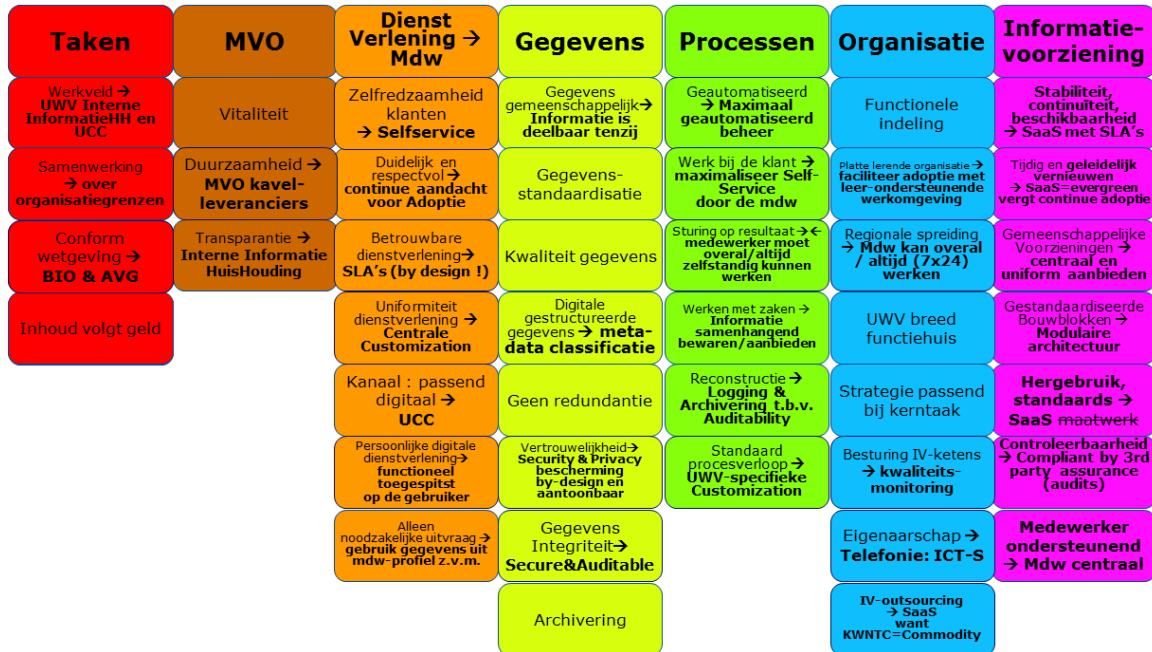 Taken
Werkveld →
UWV Interne
InformatieHH en
UCC
Samenwerking
→ over
organisatiegrenzen
Conform
wetgeving →
BIO & AVG
Inhoud volgt geld
MVO
Vitaliteit
Duurzaamheid →
MVO kavel-
leveranciers
Transparantie →
Interne Informatie
HuisHouding
Dienst
Verlening →
Mdw
Zelfredzaamheid
klanten
→ Selfservice
Duidelijk en
respectvol →
continue aandacht
voor Adoptie
Betrouwbare
dienstverlening→
SLA's (by design !)
Uniformiteit
dienstverlening →
Centrale
Customization
Kanaal : passend
digitaal →
UCC
Persoonlijke digitale
dienstverlening→
functioneel
toegespitst
op de gebruiker
Alleen
noodzakelijke uitvraag →
gebruik gegevens uit
mdw-profiel z.v.m.
Gegevens
Gegevens
gemeenschappelijk→
Informatie is
deelbar tenzij
Gegevens-
standaardisatie
Kwaliteit gegevens
Digitale
gestructureerde
gegevens → meta-
data classificatie
Geen redundantie
Vertrouwelijkheid→
Security & Privacy
bescherming
by-design en
aantoonbaar
Gegevens
Integriteit→
Secure&Auditable
Archivering
Processen
Geautomatiseerd
→ Maximaal
geautomatiseerd
beheer
Werk bij de klant →
maximaliseer Self-
Service
door de mdw
Sturing op resultaat →←
medewerker moet
overal/altijd
zelfstandig kunnen
werken
Werken met zaken →
Informatie
samenhangend
bewaren/aanbieden
Reconstructie →
Logging &
Archivering t.b.v.
Auditability
Standaard
procesverloop →
UWV-specifieke
Customization
Organisatie
Functionele
indeling
Platte lerende organisatie →
faciliteer adoptie met
leer-ondersteunende
werkomgeving
Regionale spreiding
→ Mdw kan overal
/ altijd (7x24)
werken
UWV breed
functiehuis
Strategie passend
bij kerntaak
Besturing IV-ketens
→ kwaliteits-
monitoring
Eigenaarschap →
Telefonie: ICT-S
IV-outsourcing
→ SaaS
want
KWNTC=Commodity
Informatie-
voorziening
Stabiliteit,
continuïteit,
beschikbaarheid
→ SaaS met SLA's
Tijdig en geleidelijk
vernieuwen
→ SaaS=evergreen
vergt continue adoptie
Gemeenschappelijke
Voorzieningen →
centraal en
uniform aanbieden
Gestandaardiseerde
Bouwblokken →
Modulaire
architectuur
Hergebruik,
standaards →
SaaS maatwerk
Controleerbaarheid
→ Compliant by 3rd
party assurance
(audits)
Medewerker
ondersteunend
→ Mdw centraal